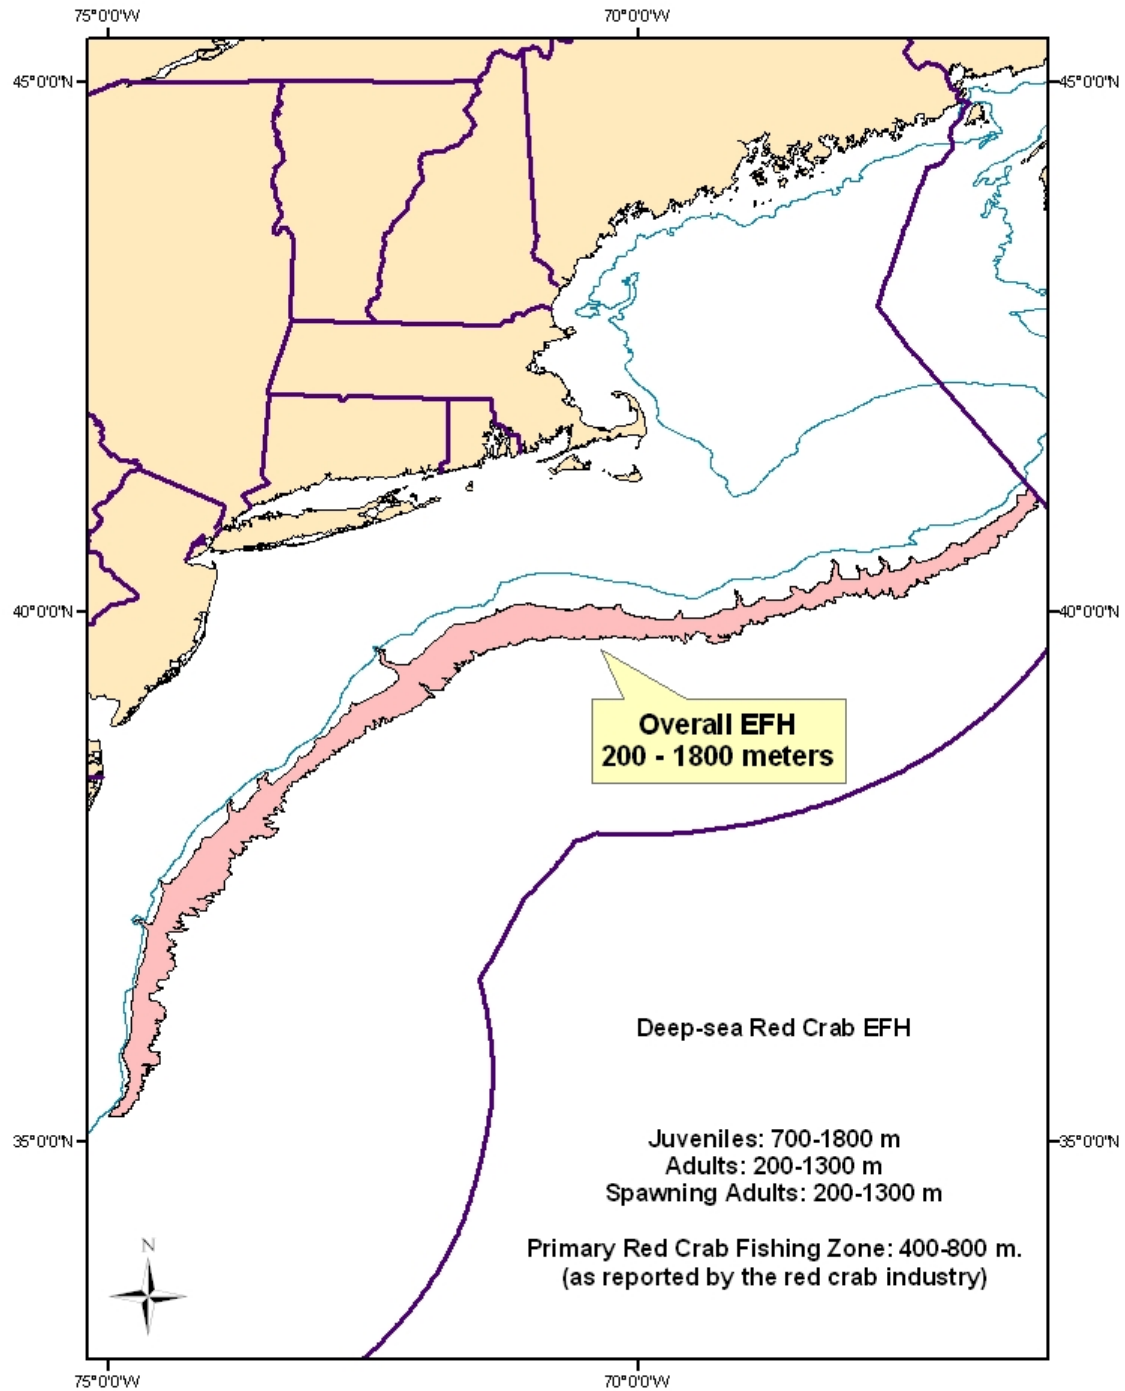 75°0'0"W 70°0'0"W
45°0'0"N 45°0'0"N
40°0'0"N 40°0'0"N
Overall EFH
200 - 1800 meters
Deep-sea Red Crab EFH
35°0'0"N 35°0'0"N
Juveniles: 700-1800 m
Adults: 200-1300 m
Spawning Adults: 200-1300 m
N
Primary Red Crab Fishing Zone: 400-800 m.
(as reported by the red crab industry)
75°0'0"W 70°0'0"W